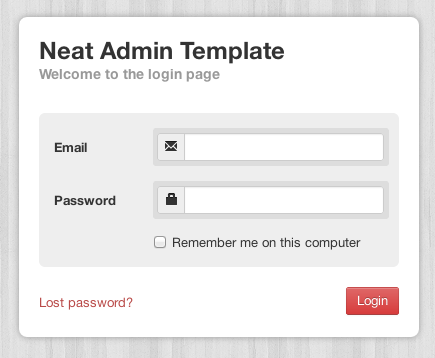 Neat Admin Template
Welcome to the login page
Email
Password
Remember me on this computer
Lost password?
Login